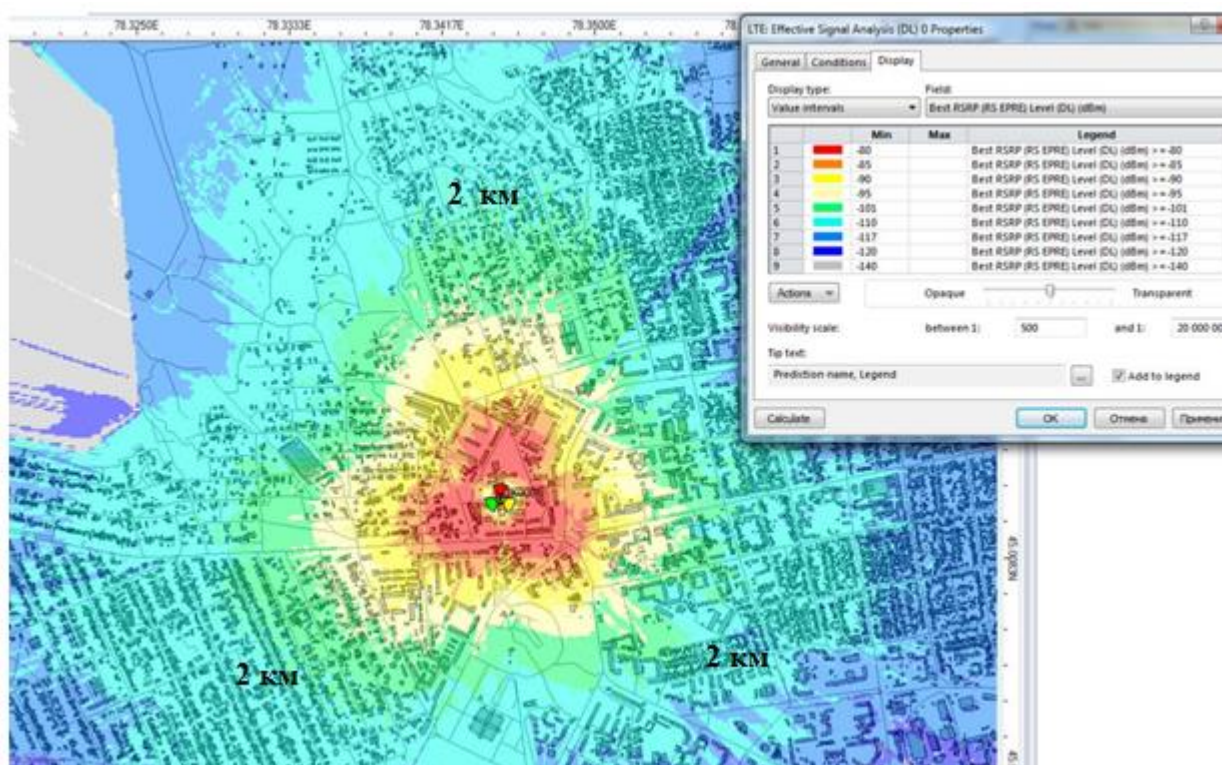 78.3250E 78.3333E 78.3417E 78.3500E
LTE: Effective Signal Analysis (DL) 0 Properties
General Conditions Display
Display type: Field:
Value intervals Best RSRP (RS EPRE) Level (DL) (dBm)
Min Max Legend
1 -80 Best RSRP (RS EPRE) Level (DL) (dBm) >=-80
2 -85 Best RSRP (RS EPRE) Level (DL) (dBm) >=-85
3 -90 Best RSRP (RS EPRE) Level (DL) (dBm) >=-90
4 -95 Best RSRP (RS EPRE) Level (DL) (dBm) >=-95
5 -101 Best RSRP (RS EPRE) Level (DL) (dBm) >=-101
6 -110 Best RSRP (RS EPRE) Level (DL) (dBm) >=-110
7 -117 Best RSRP (RS EPRE) Level (DL) (dBm) >=-117
8 -120 Best RSRP (RS EPRE) Level (DL) (dBm) >=-120
9 -140 Best RSRP (RS EPRE) Level (DL) (dBm) >=-140
Actions Opaque Transparent
Visibility scale: between 1: 500 and 1: 20 000 00
Tip text:
Prediction name, Legend ... Add to legend
Calculate OK Отмена Примени
2 км
2 км
2 км